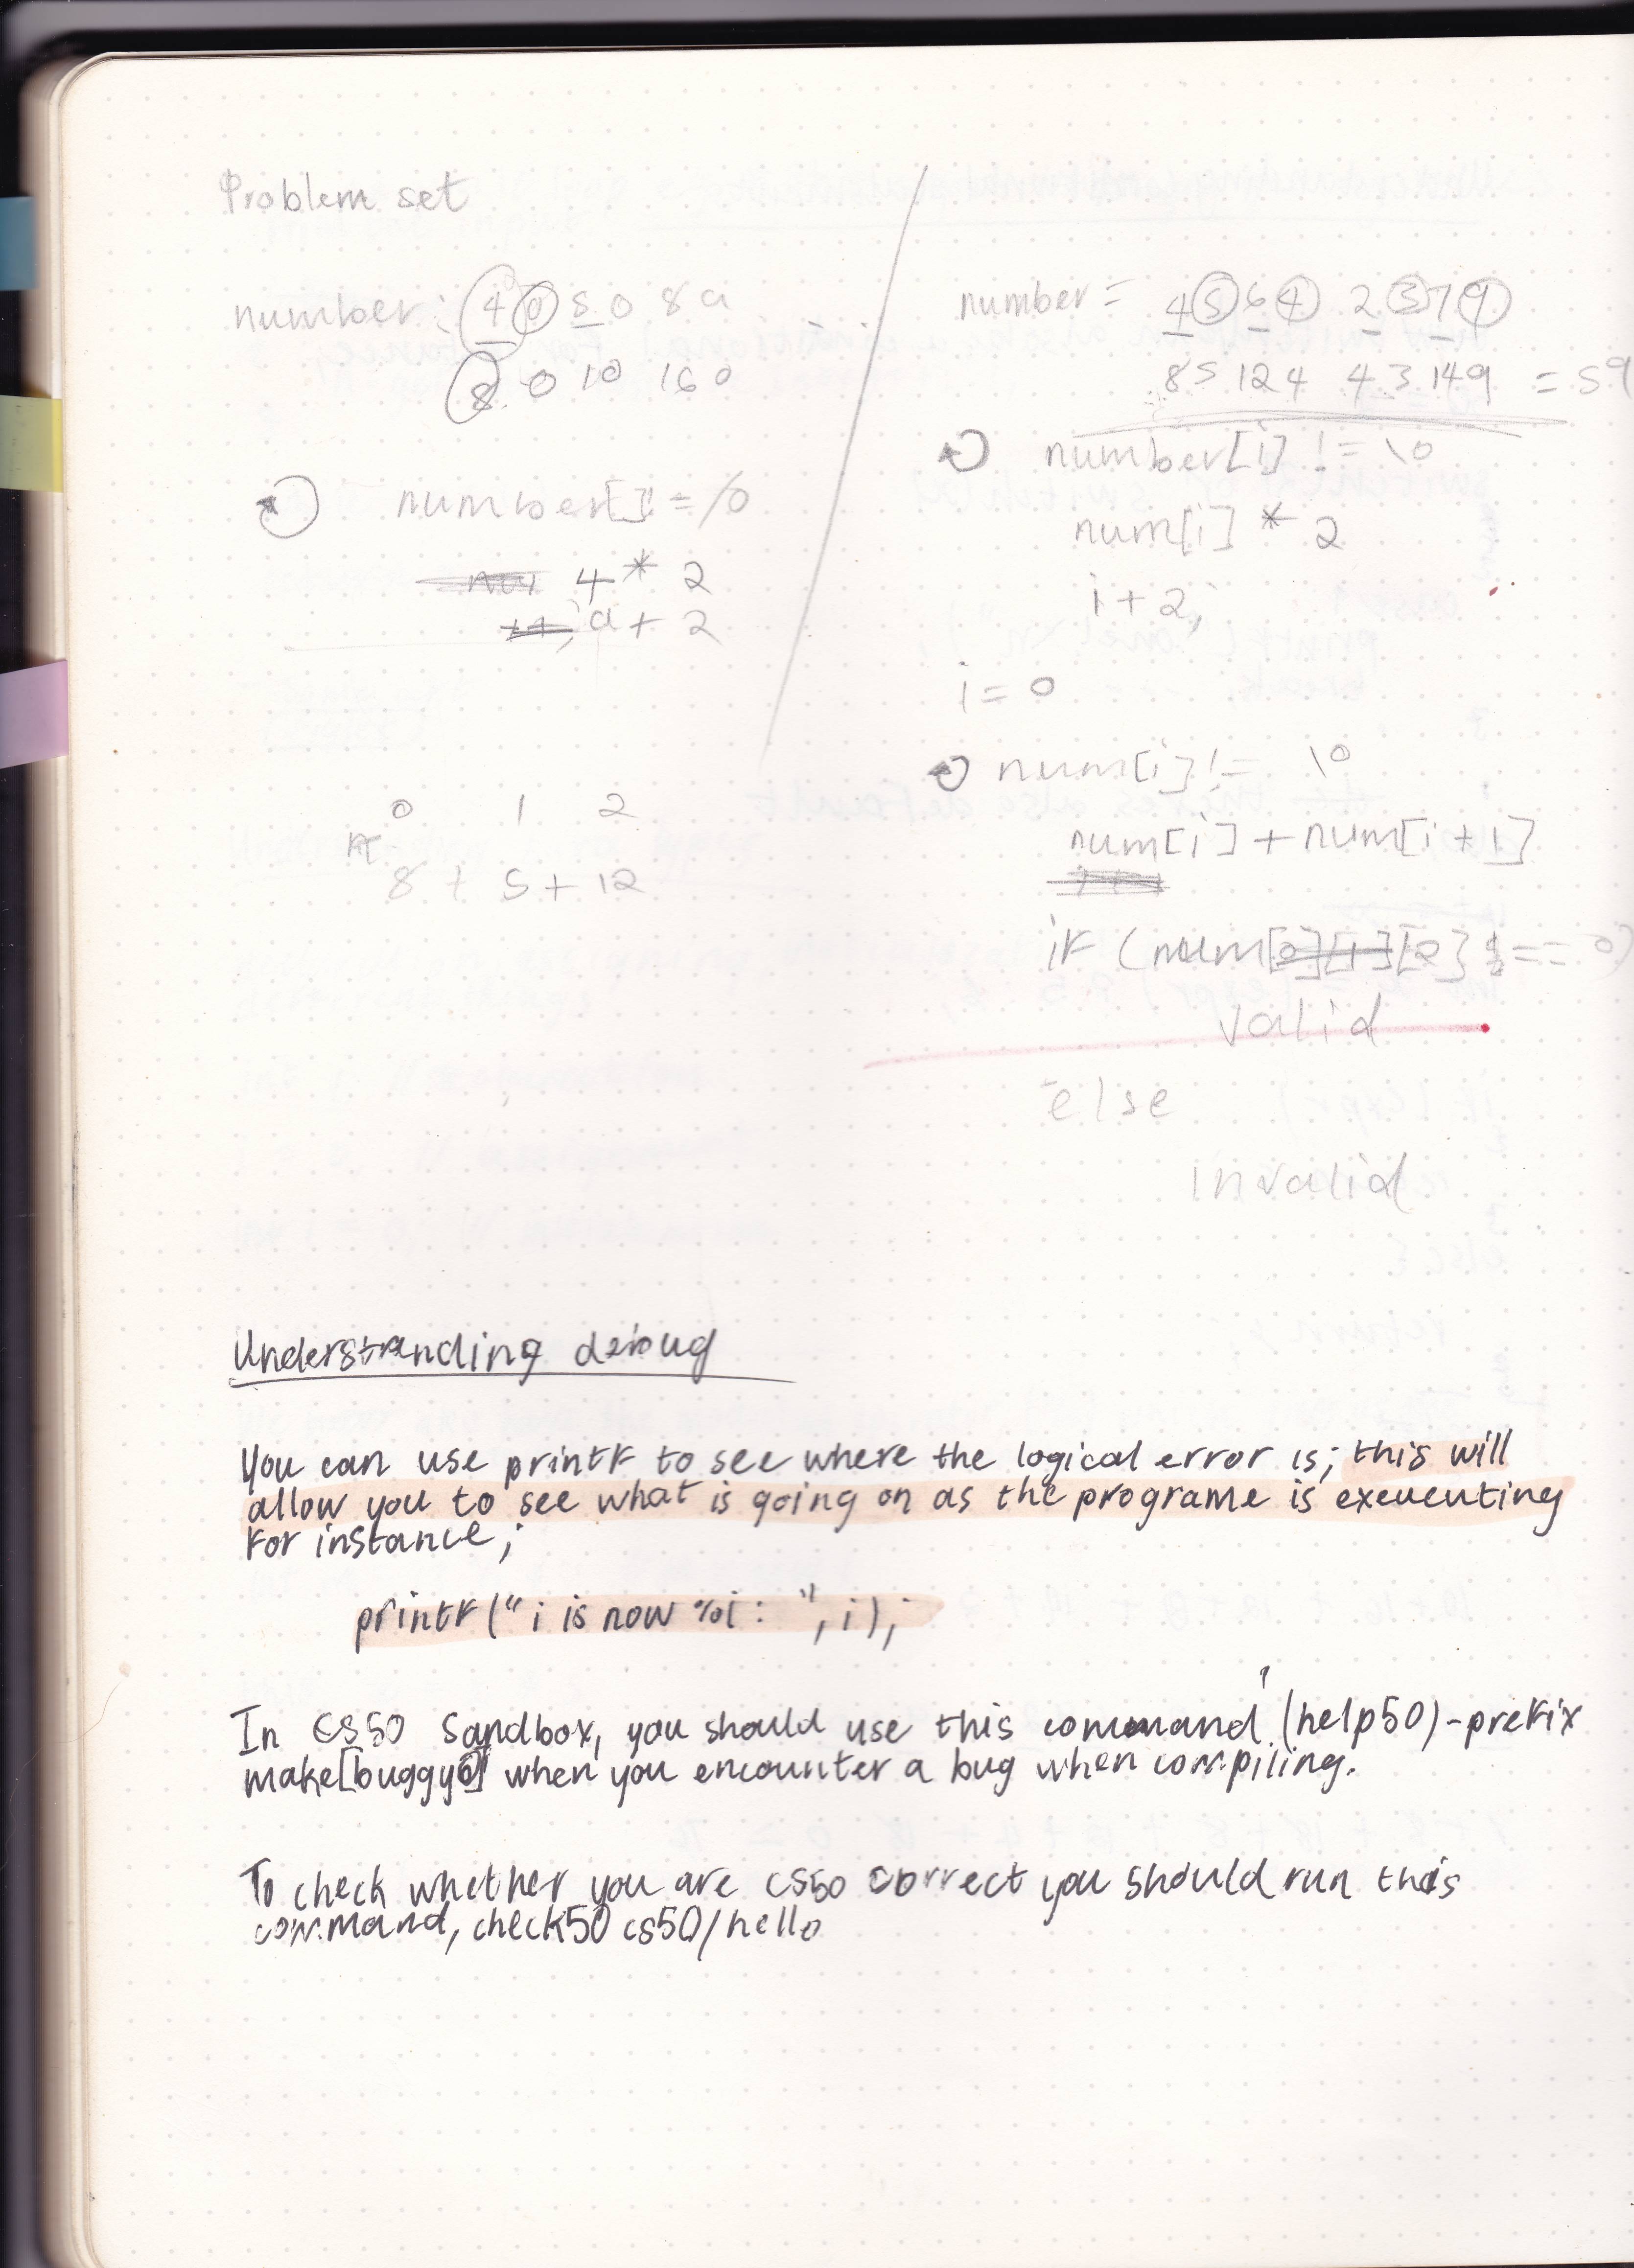 Problem set
number: 4 0 5 0 8 a
8 0 10 16 0
number[i] = /0
4 * 2
a + 2
0 1 2
8 + 5 + 12
number = 4 5 6 4 2 3 7 9
8 5 12 4 4 3 14 9 = 59
number[i] != \0
num[i] * 2
i + 2;
i = 0
num[i] != \0
num[i] + num[i + 1]
if (num[2] == 0)
valid
else
invalid
Understanding debug
You can use printf to see where the logical error is; this will
allow you to see what is going on as the programe is exeuenting
for instance;
printf("i is now %i: ", i);
In CS50 Sandbox, you should use this command (help50)-prefix
make[buggy0] when you encounter a bug when compiling.
To check whether you are cs50 correct you should run this
command, check50 cs50/hello